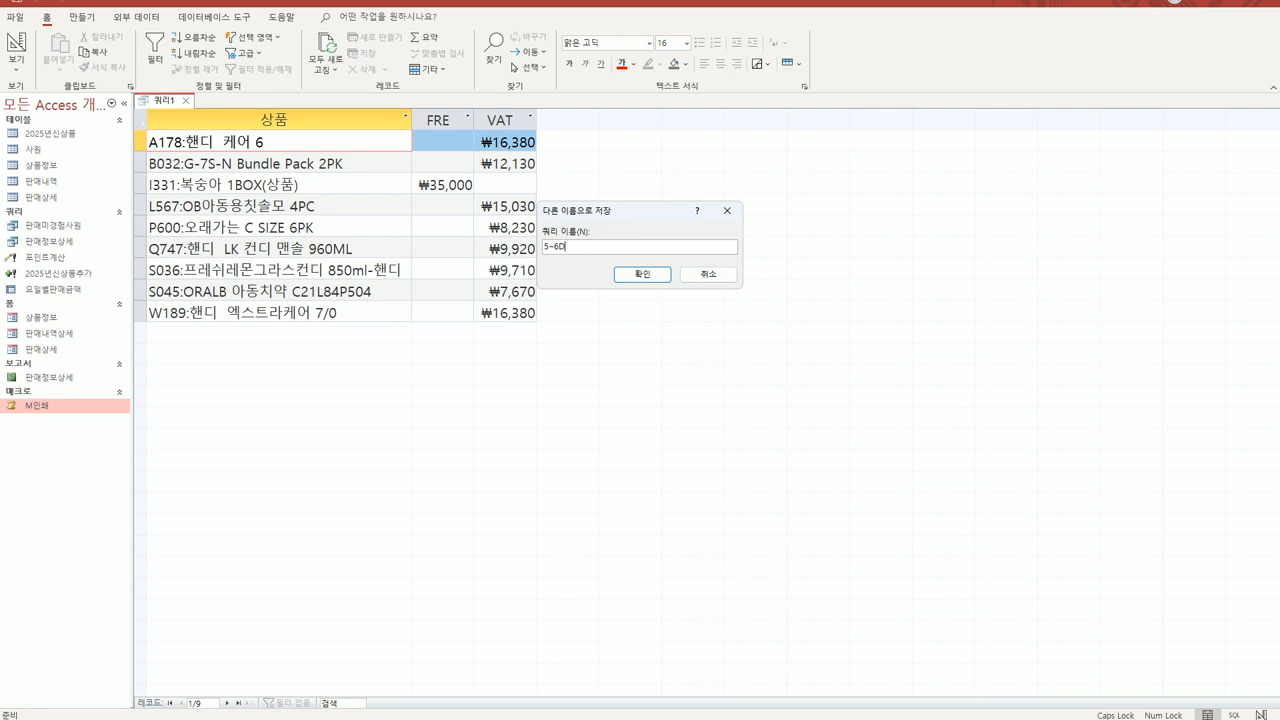 파일 홈 만들기 외부 데이터 데이터베이스 도구 도움말 어떤 작업을 원하시나요?
보기
붙여넣기
잘라내기
복사
서식 복사
필터
오름차순
내림차순
정렬 제거
선택 영역
고급
필터 적용/해제
모두 새로 고침
새로 만들기
저장
삭제
요약
맞춤법 검사
기타
찾기
바꾸기
이동
선택
맑은 고딕 16
가 가 가 가
보기 클립보드 정렬 및 필터 레코드 찾기 텍스트 서식
모든 Access 개...
테이블
2025년신상품
사원
상품정보
판매내역
판매상세
쿼리
판매미경험사원
판매정보상세
포인트계산
2025년신상품추가
요일별판매금액
폼
상품정보
판매내역상세
판매상세
보고서
판매정보상세
매크로
M인쇄
쿼리1
상품 FRE VAT
A178:핸디 케어 6 ₩16,380
B032:G-7S-N Bundle Pack 2PK ₩12,130
I331:복숭아 1BOX(상품) ₩35,000
L567:OB아동용칫솔모 4PC ₩15,030
P600:오래가는 C SIZE 6PK ₩8,230
Q747:핸디 LK 컨디 맨솔 960ML ₩9,920
S036:프레쉬레몬그라스컨디 850ml-핸디 ₩9,710
S045:ORALB 아동치약 C21L84P504 ₩7,670
W189:핸디 엑스트라케어 7/0 ₩16,380
다른 이름으로 저장 ?
쿼리 이름(N):
5~6D
확인 취소
레코드: 1/9 필터 없음 검색
준비 Caps Lock Num Lock SQL